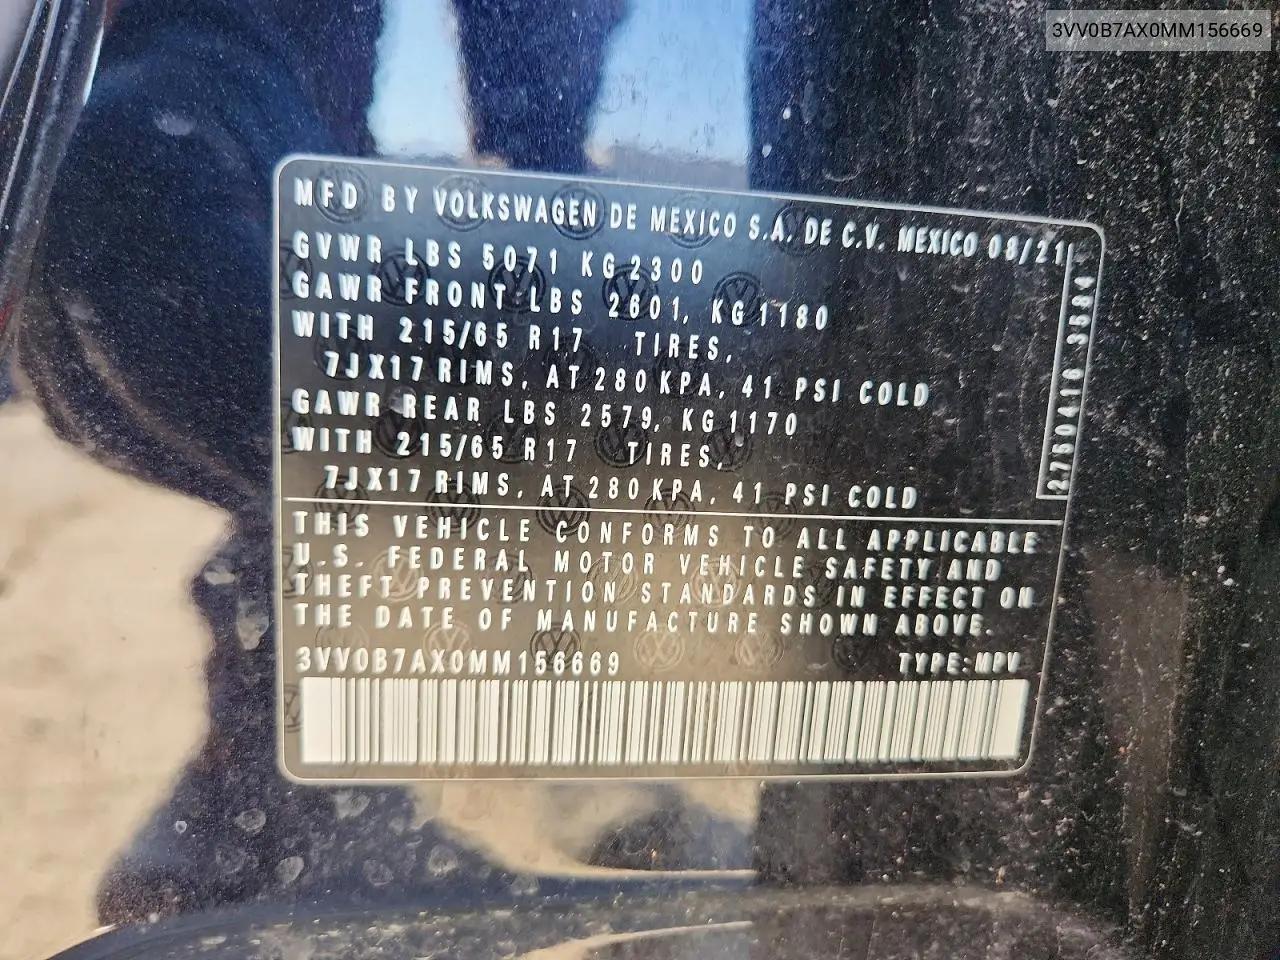 3VV0B7AX0MM156669
MFD BY VOLKSWAGEN DE MEXICO S.A. DE C.V. MEXICO 08/21
GVWR LBS 5071 KG 2300
GAWR FRONT LBS 2601, KG 1180
WITH 215/65 R17 TIRES,
7JX17 RIMS, AT 280 KPA, 41 PSI COLD
GAWR REAR LBS 2579, KG 1170
WITH 215/65 R17 TIRES,
7JX17 RIMS, AT 280 KPA, 41 PSI COLD
2750416 3584
THIS VEHICLE CONFORMS TO ALL APPLICABLE
U.S. FEDERAL MOTOR VEHICLE SAFETY AND
THEFT PREVENTION STANDARDS IN EFFECT ON
THE DATE OF MANUFACTURE SHOWN ABOVE.
3VV0B7AX0MM156669 TYPE: MPV